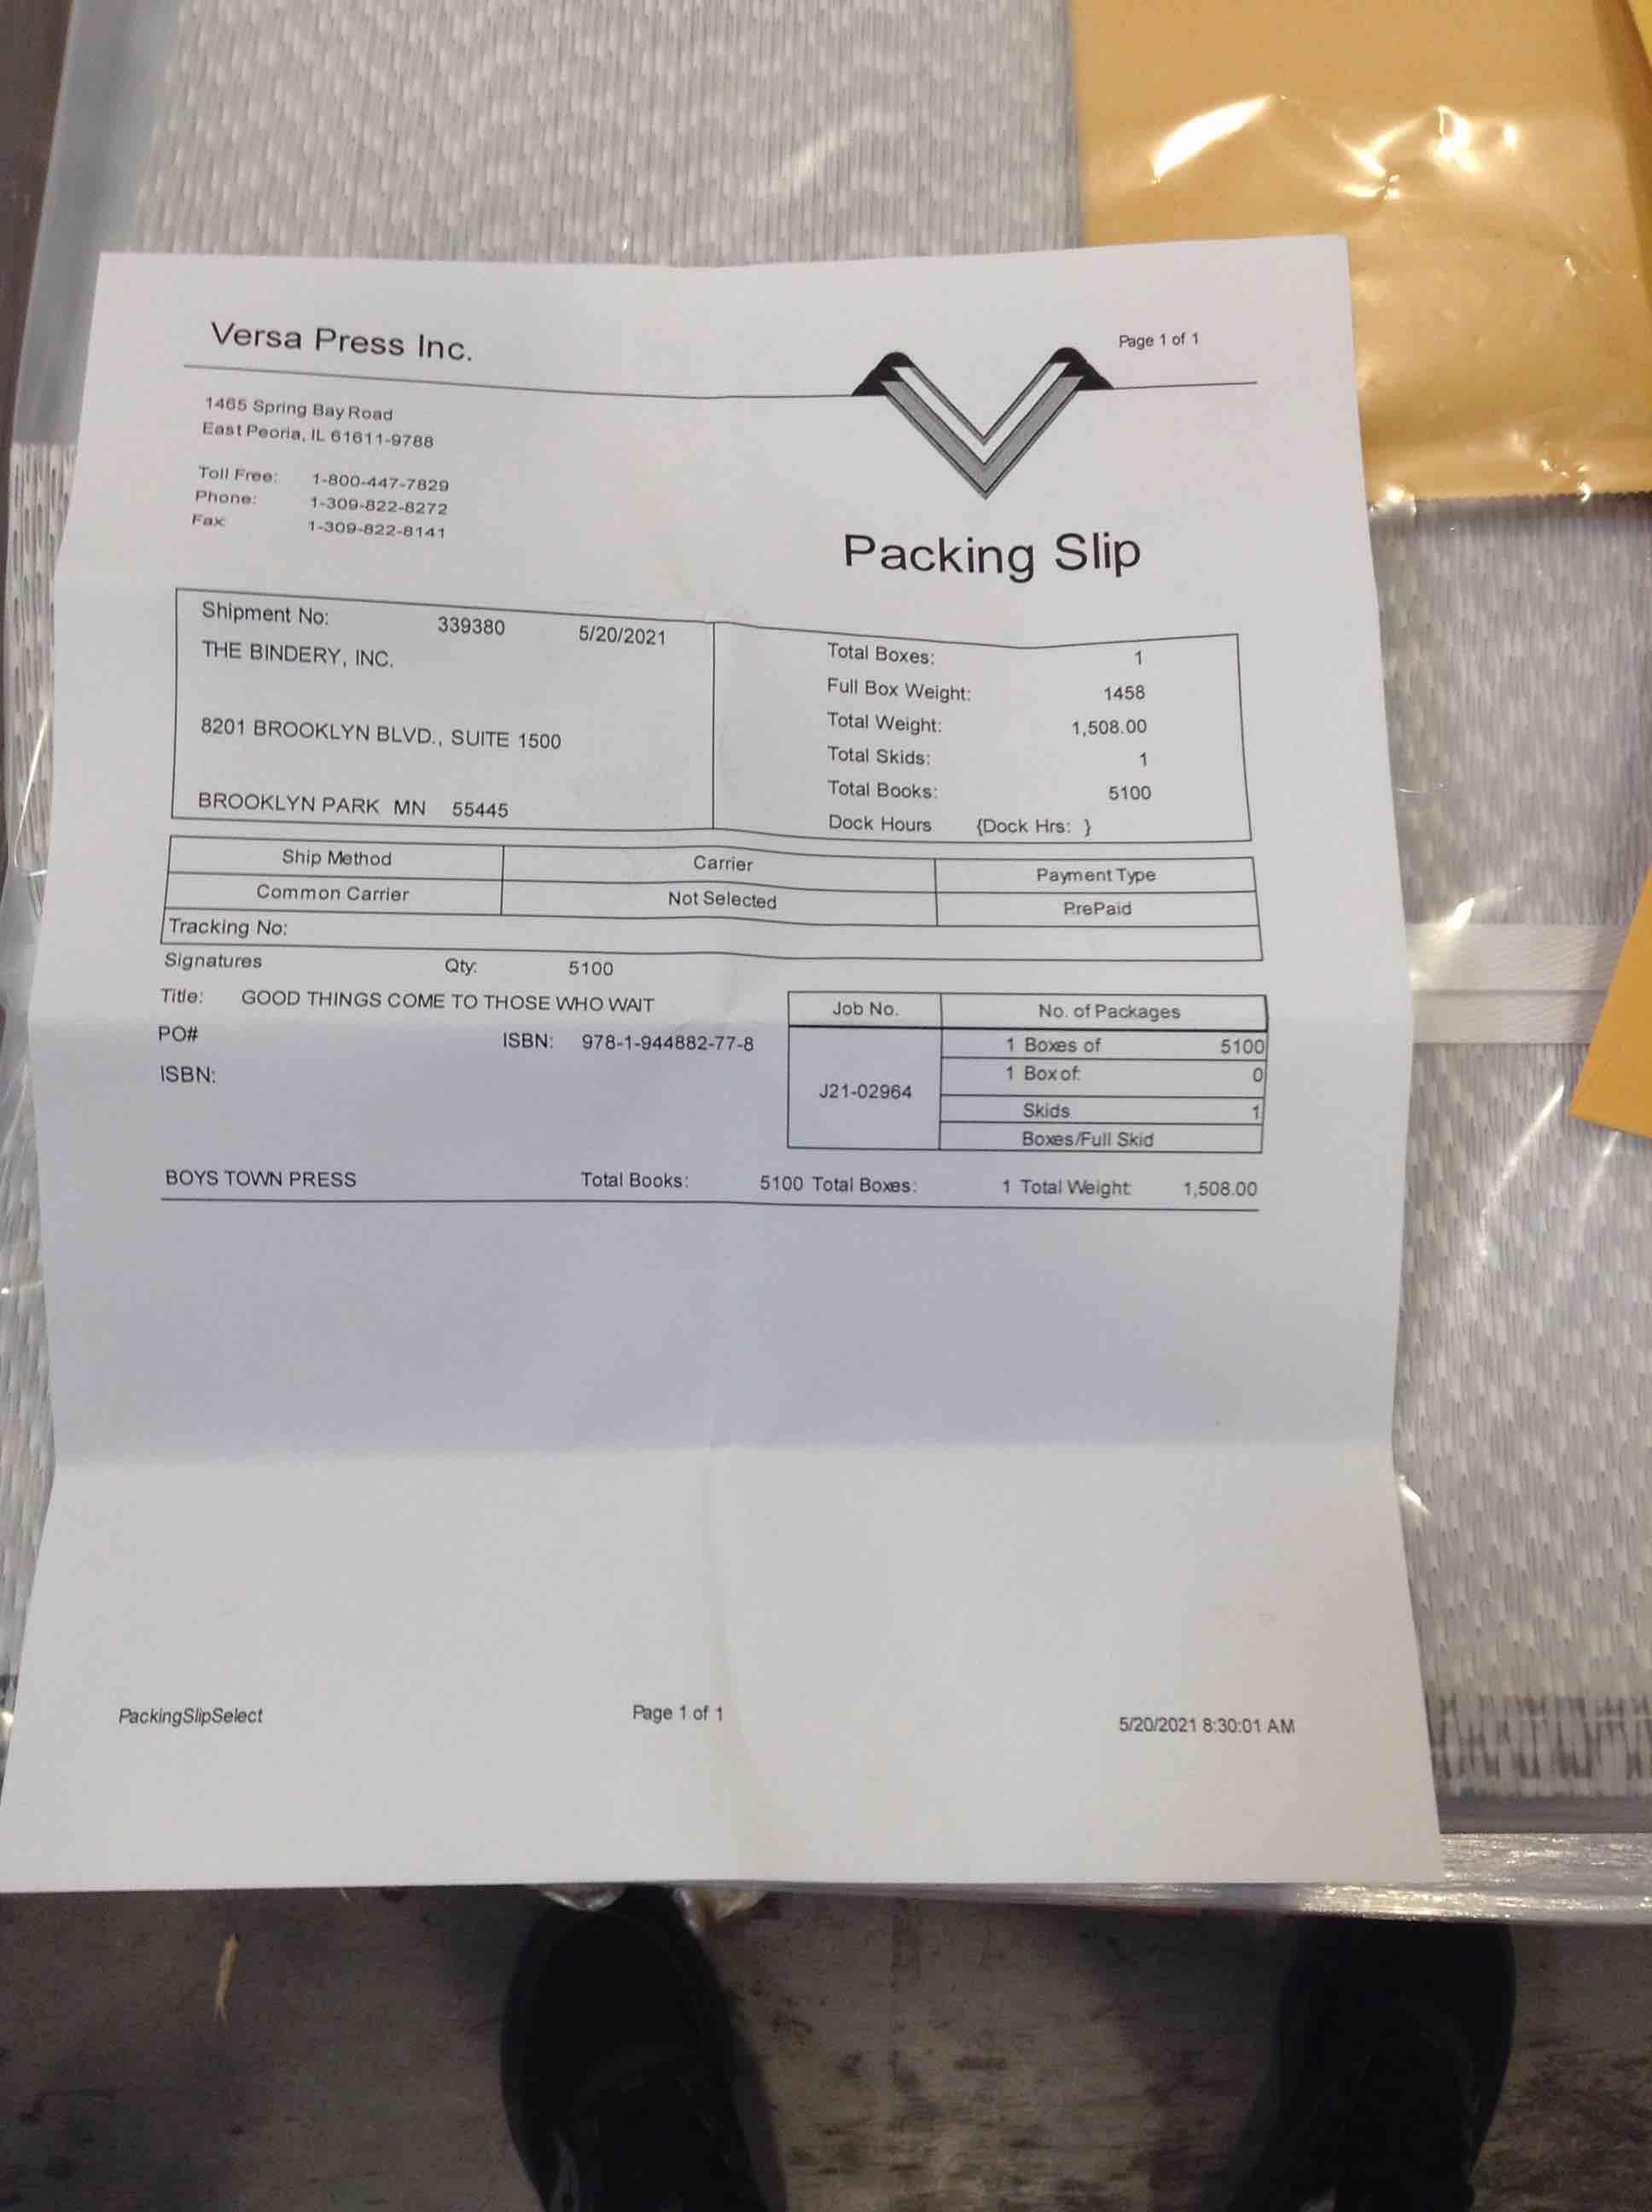 Versa Press Inc.
Page 1 of 1
1465 Spring Bay Road
East Peoria, IL 61611-9788
Toll Free: 1-800-447-7829
Phone: 1-309-822-8272
Fax: 1-309-822-8141
Packing Slip
Shipment No: 339380 5/20/2021
THE BINDERY, INC.
8201 BROOKLYN BLVD., SUITE 1500
BROOKLYN PARK MN 55445
Total Boxes: 1
Full Box Weight: 1458
Total Weight: 1,508.00
Total Skids: 1
Total Books: 5100
Dock Hours {Dock Hrs: }
Ship Method Carrier Payment Type
Common Carrier Not Selected PrePaid
Tracking No:
Signatures Qty: 5100
Title: GOOD THINGS COME TO THOSE WHO WAIT
PO# ISBN: 978-1-944882-77-8
ISBN:
Job No. No. of Packages
J21-02964
1 Boxes of 5100
1 Box of: 0
Skids 1
Boxes/Full Skid
BOYS TOWN PRESS Total Books: 5100 Total Boxes: 1 Total Weight: 1,508.00
PackingSlipSelect Page 1 of 1 5/20/2021 8:30:01 AM